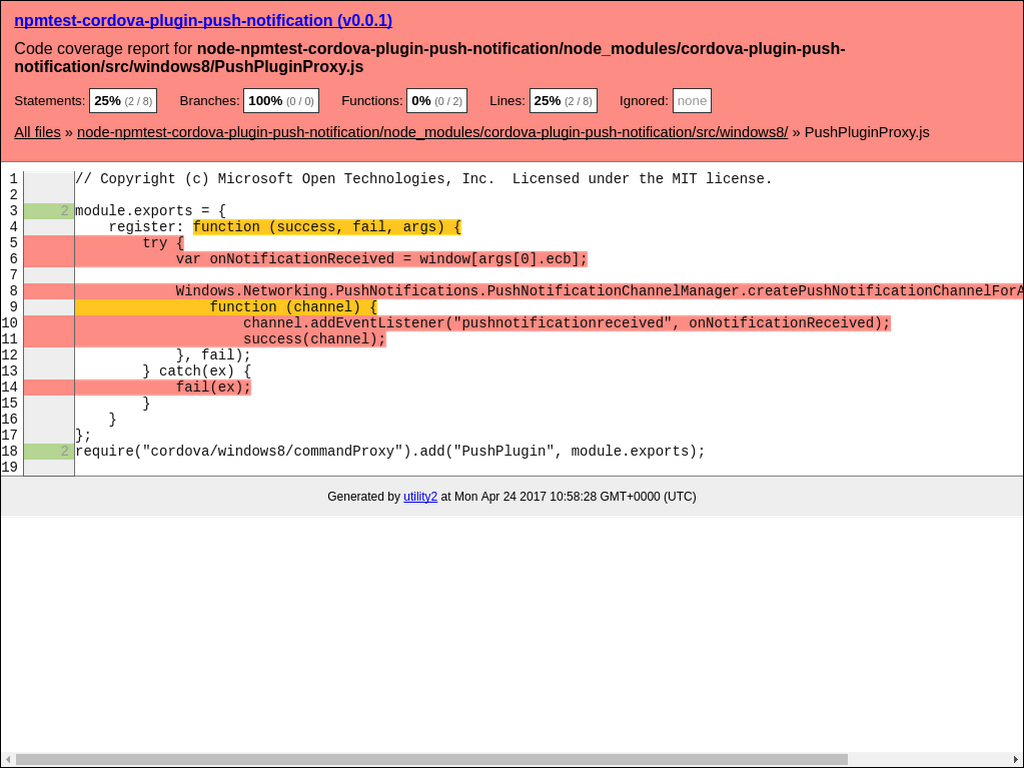 npmtest-cordova-plugin-push-notification (v0.0.1)
Code coverage report for node-npmtest-cordova-plugin-push-notification/node_modules/cordova-plugin-push-
notification/src/windows8/PushPluginProxy.js
Statements: 25% (2 / 8) Branches: 100% (0 / 0) Functions: 0% (0 / 2) Lines: 25% (2 / 8) Ignored: none
All files » node-npmtest-cordova-plugin-push-notification/node_modules/cordova-plugin-push-notification/src/windows8/ » PushPluginProxy.js
1 // Copyright (c) Microsoft Open Technologies, Inc.  Licensed under the MIT license.
2
3 2 module.exports = {
4     register: function (success, fail, args) {
5         try {
6             var onNotificationReceived = window[args[0].ecb];
7
8             Windows.Networking.PushNotifications.PushNotificationChannelManager.createPushNotificationChannelForA
9                 function (channel) {
10                     channel.addEventListener("pushnotificationreceived", onNotificationReceived);
11                     success(channel);
12             }, fail);
13         } catch(ex) {
14             fail(ex);
15         }
16     }
17 };
18 2 require("cordova/windows8/commandProxy").add("PushPlugin", module.exports);
19
Generated by utility2 at Mon Apr 24 2017 10:58:28 GMT+0000 (UTC)